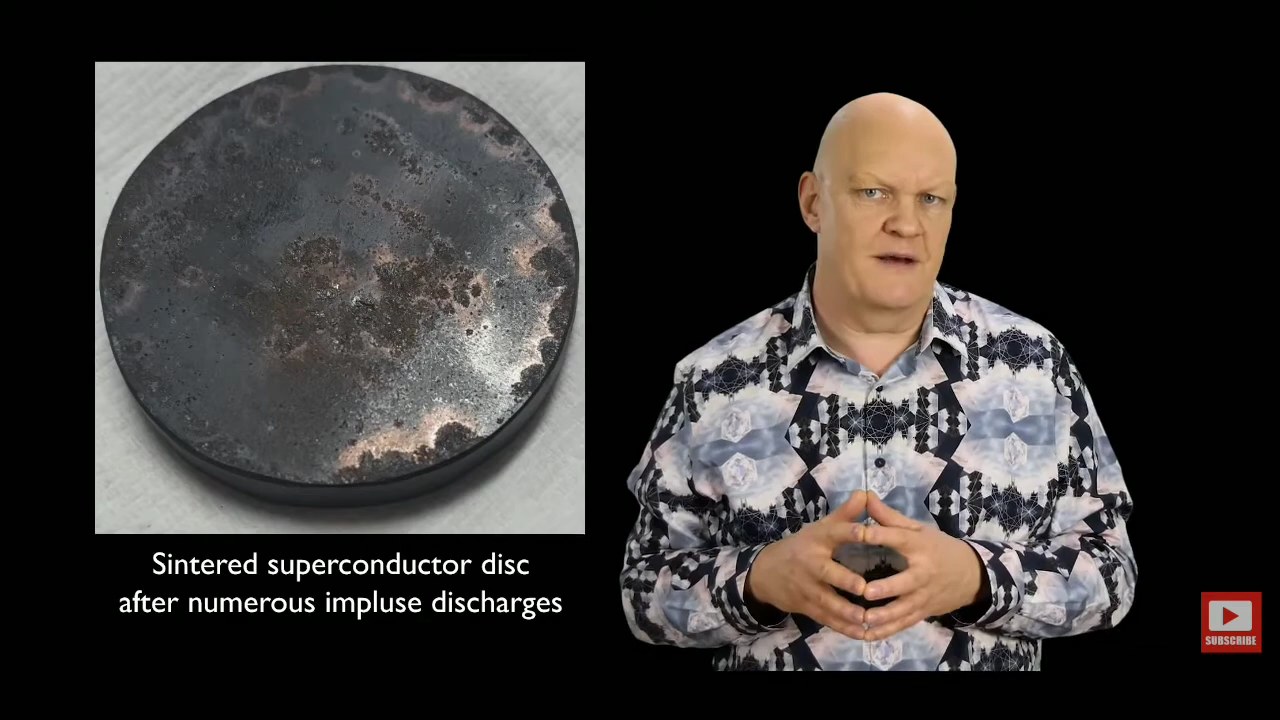 Sintered superconductor disc
after numerous impluse discharges
SUBSCRIBE